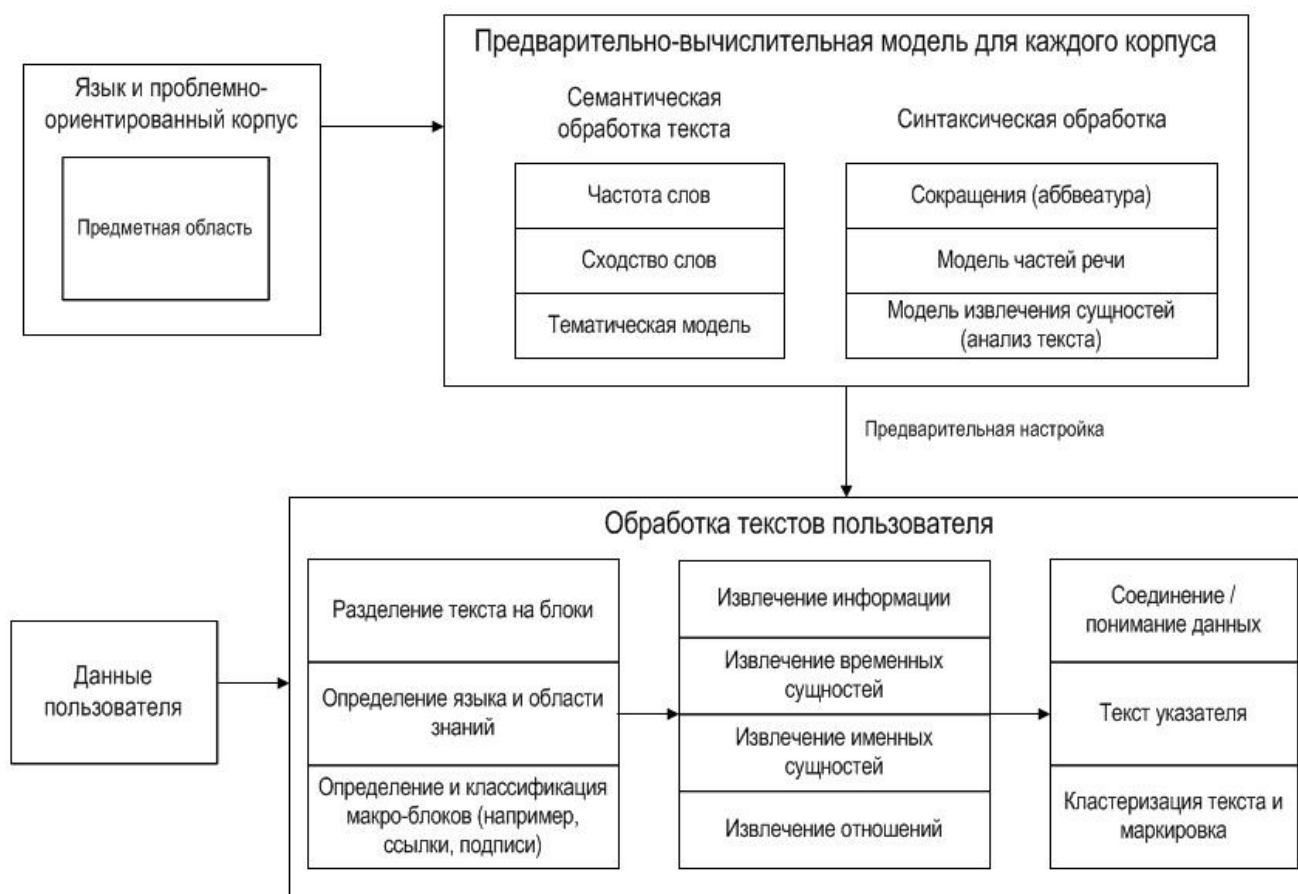 Предварительно-вычислительная модель для каждого корпуса
Язык и проблемно-
ориентированный корпус
Предметная область
Семантическая
обработка текста
Частота слов
Сходство слов
Тематическая модель
Синтаксическая обработка
Сокращения (аббвеатура)
Модель частей речи
Модель извлечения сущностей
(анализ текста)
Предварительная настройка
Обработка текстов пользователя
Данные
пользователя
Разделение текста на блоки
Определение языка и области
знаний
Определение и классификация
макро-блоков (например,
ссылки, подписи)
Извлечение информации
Извлечение временных
сущностей
Извлечение именных
сущностей
Извлечение отношений
Соединение /
понимание данных
Текст указателя
Кластеризация текста и
маркировка